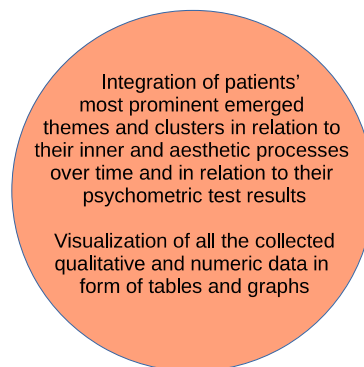 Integration of patients’
most prominent emerged
themes and clusters in relation to
their inner and aesthetic processes
over time and in relation to their
psychometric test results
Visualization of all the collected
qualitative and numeric data in
form of tables and graphs